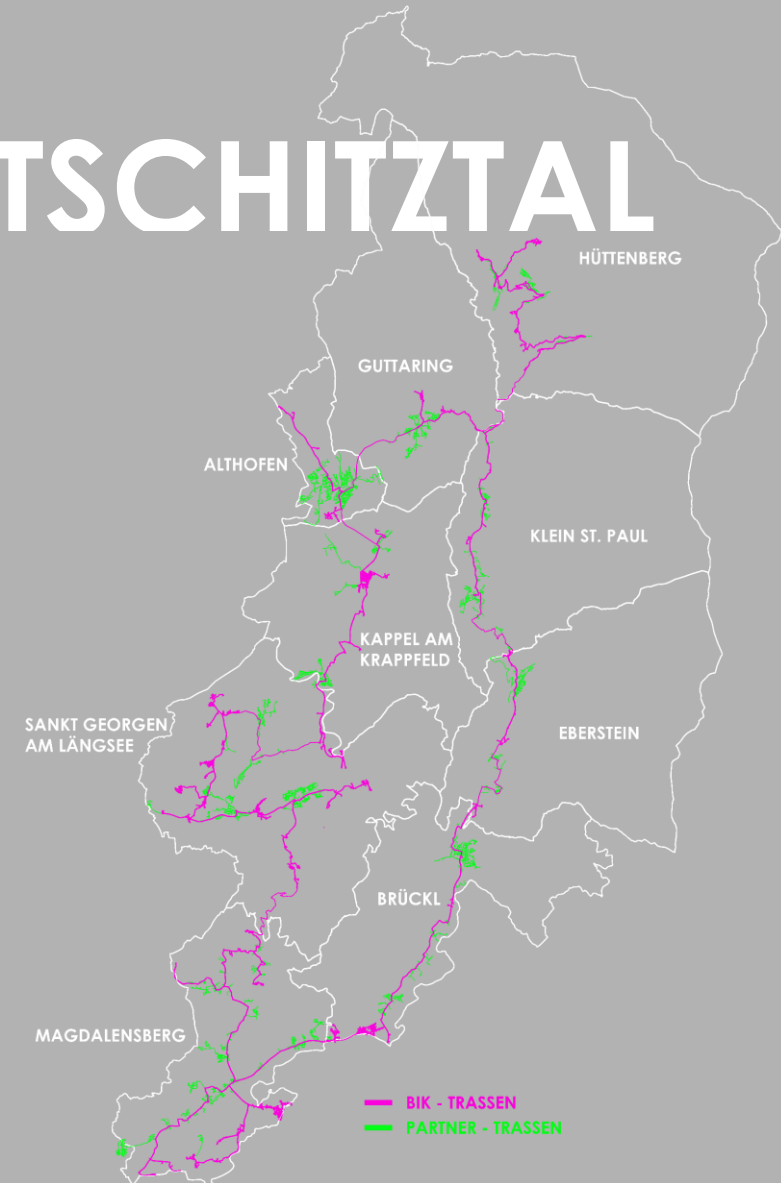 TSCHITZTAL
HÜTTENBERG
GUTTARING
ALTHOFEN
KLEIN ST. PAUL
KAPPEL AM
KRAPPFELD
SANKT GEORGEN
AM LÄNGSEE
EBERSTEIN
BRÜCKL
MAGDALENSBERG
BIK - TRASSEN
PARTNER - TRASSEN